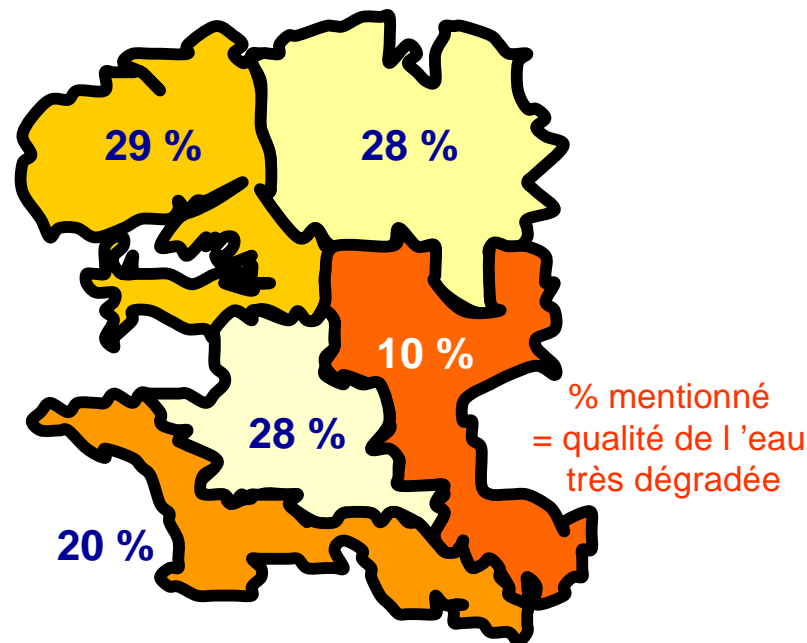 29 %
28 %
10 %
28 %
20 %
% mentionné
= qualité de l 'eau
très dégradée